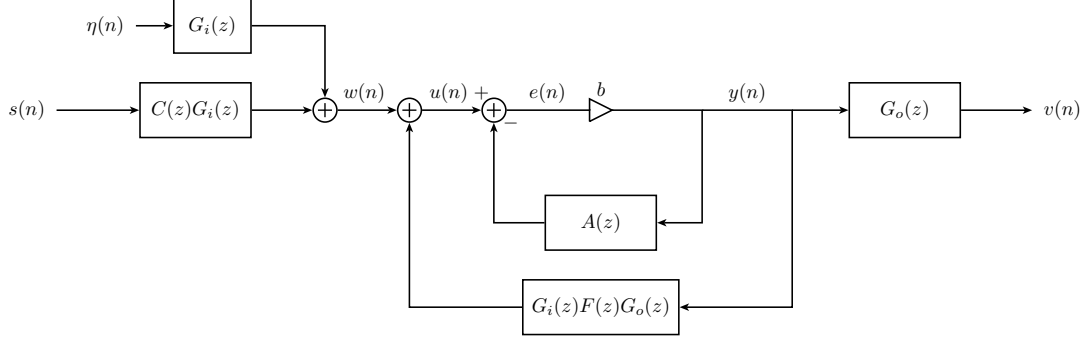 η(n) G_i(z)
s(n) C(z)G_i(z) w(n) u(n) + − e(n) b y(n) G_o(z) v(n)
A(z)
G_i(z)F(z)G_o(z)